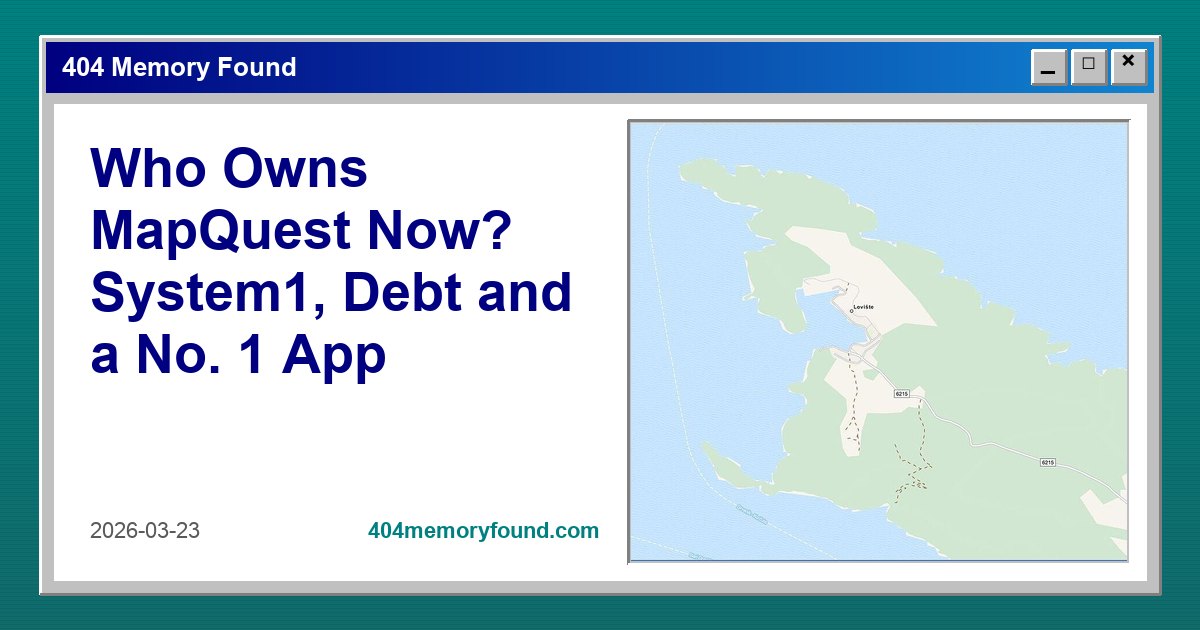 404 Memory Found
Who Owns
MapQuest Now?
System1, Debt and
a No. 1 App
2026-03-23
404memoryfound.com
Lovište
6215
6215